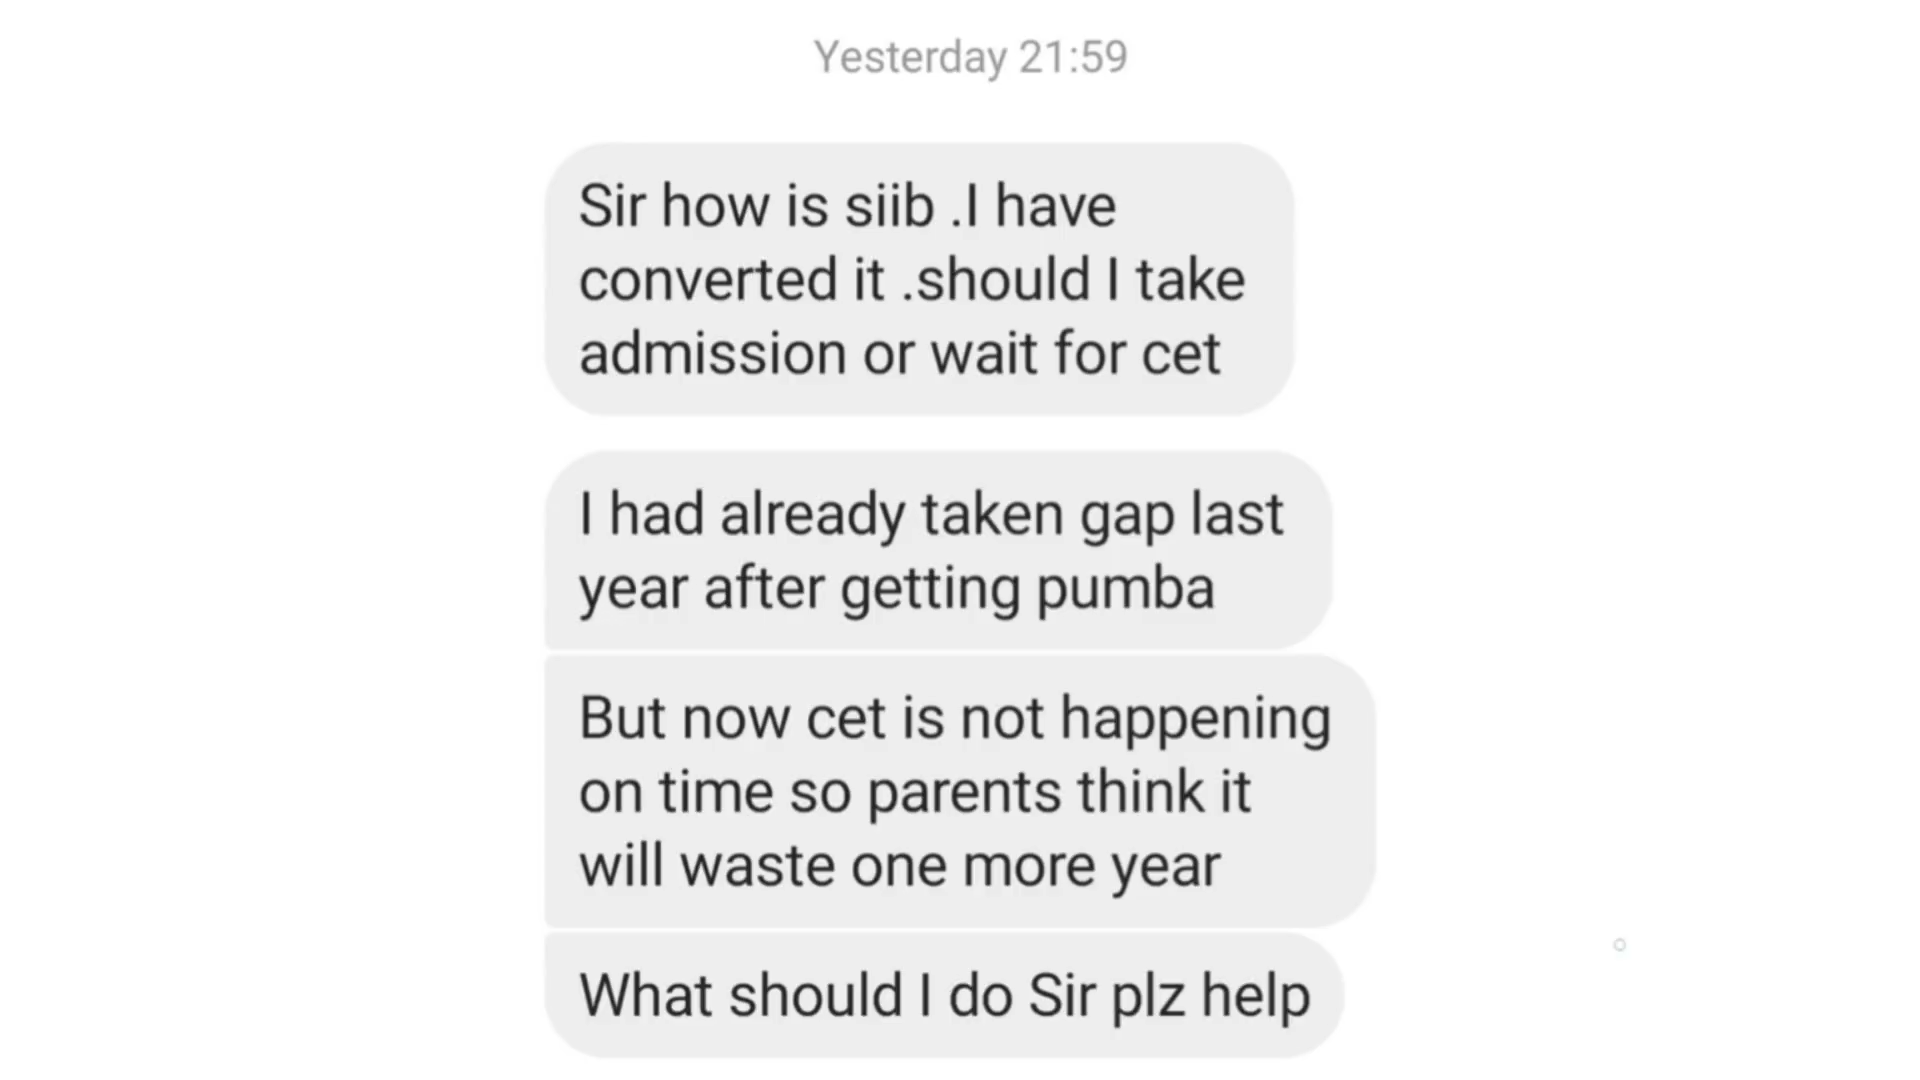 Yesterday 21:59
Sir how is siib .I have
converted it .should I take
admission or wait for cet
I had already taken gap last
year after getting pumba
But now cet is not happening
on time so parents think it
will waste one more year
What should I do Sir plz help